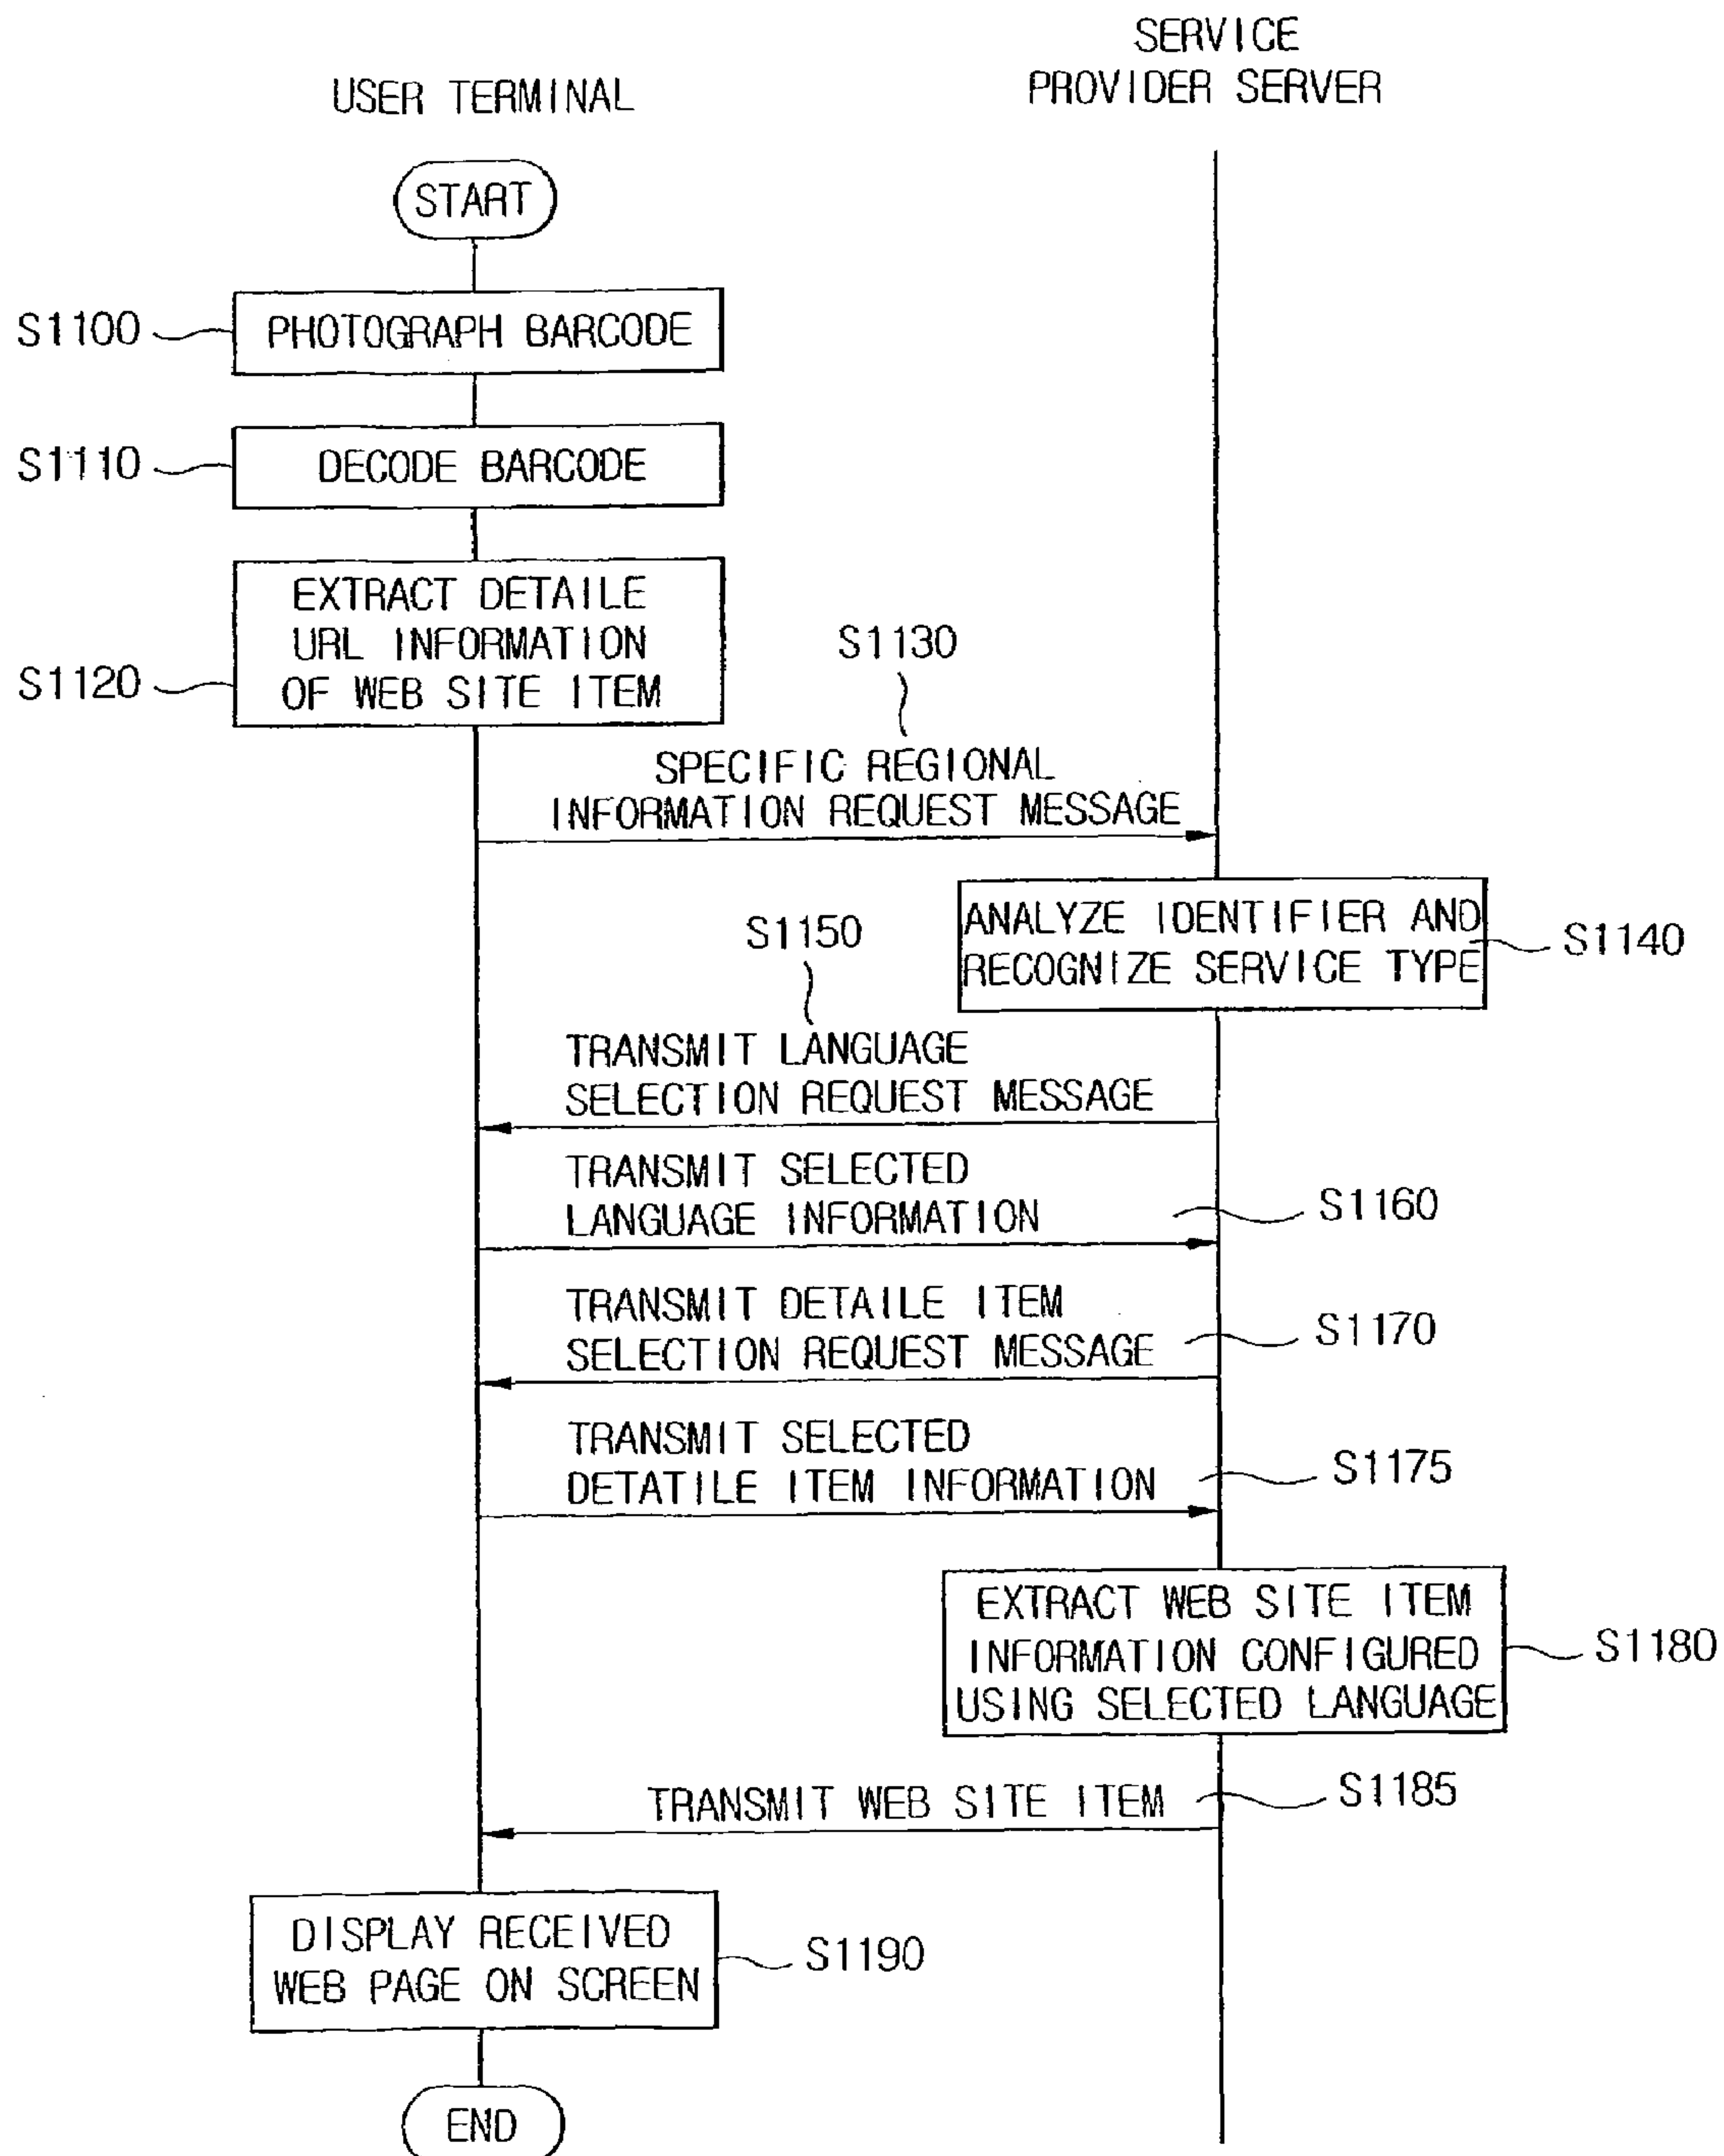 SERVICE
PROVIDER SERVER
USER TERMINAL
START
S1100
PHOTOGRAPH BARCODE
S1110
DECODE BARCODE
EXTRACT DETAILE
URL INFORMATION
OF WEB SITE ITEM
S1120
S1130
SPECIFIC REGIONAL
INFORMATION REQUEST MESSAGE
ANALYZE IDENTIFIER AND
RECOGNIZE SERVICE TYPE
S1140
S1150
TRANSMIT LANGUAGE
SELECTION REQUEST MESSAGE
TRANSMIT SELECTED
LANGUAGE INFORMATION
S1160
TRANSMIT DETAILE ITEM
SELECTION REQUEST MESSAGE
S1170
TRANSMIT SELECTED
DETATILE ITEM INFORMATION
S1175
EXTRACT WEB SITE ITEM
INFORMATION CONFIGURED
USING SELECTED LANGUAGE
S1180
TRANSMIT WEB SITE ITEM
S1185
DISPLAY RECEIVED
WEB PAGE ON SCREEN
S1190
END